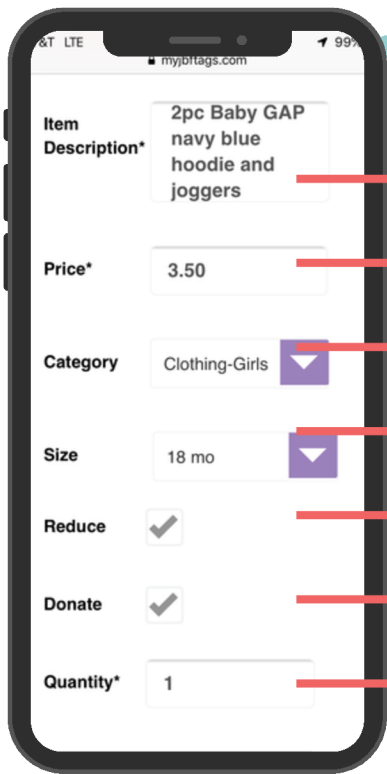 &T LTE 99%
myjbftags.com
Item
Description*
2pc Baby GAP
navy blue
hoodie and
joggers
Price*
3.50
Category
Clothing-Girls
Size
18 mo
Reduce
Donate
Quantity*
1